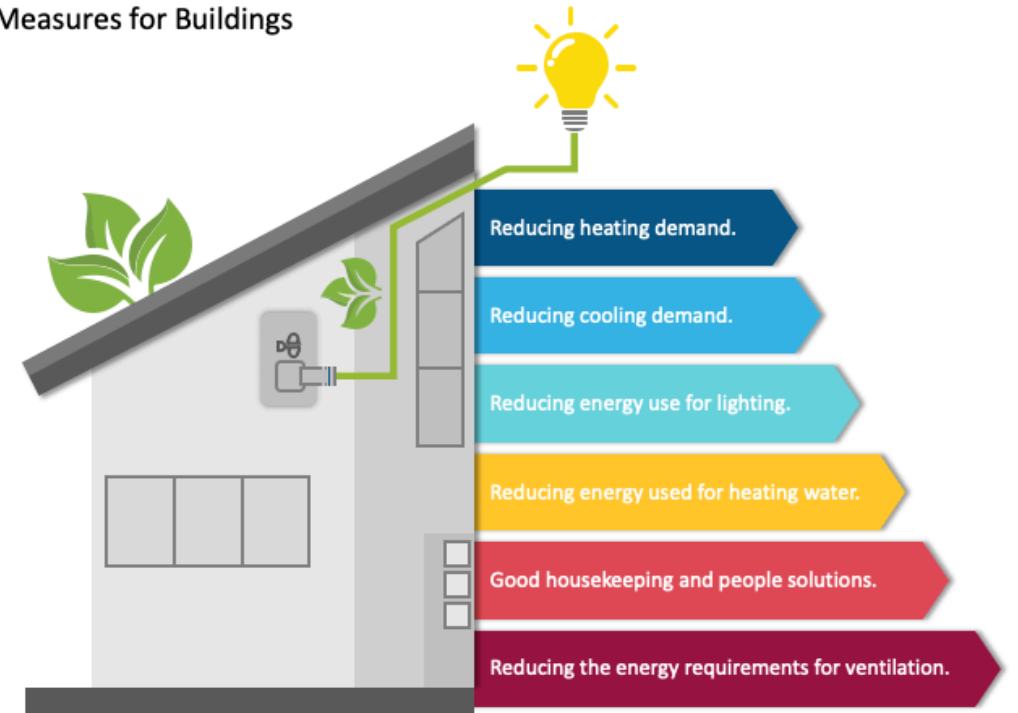 Measures for Buildings
Reducing heating demand.
Reducing cooling demand.
Reducing energy use for lighting.
Reducing energy used for heating water.
Good housekeeping and people solutions.
Reducing the energy requirements for ventilation.